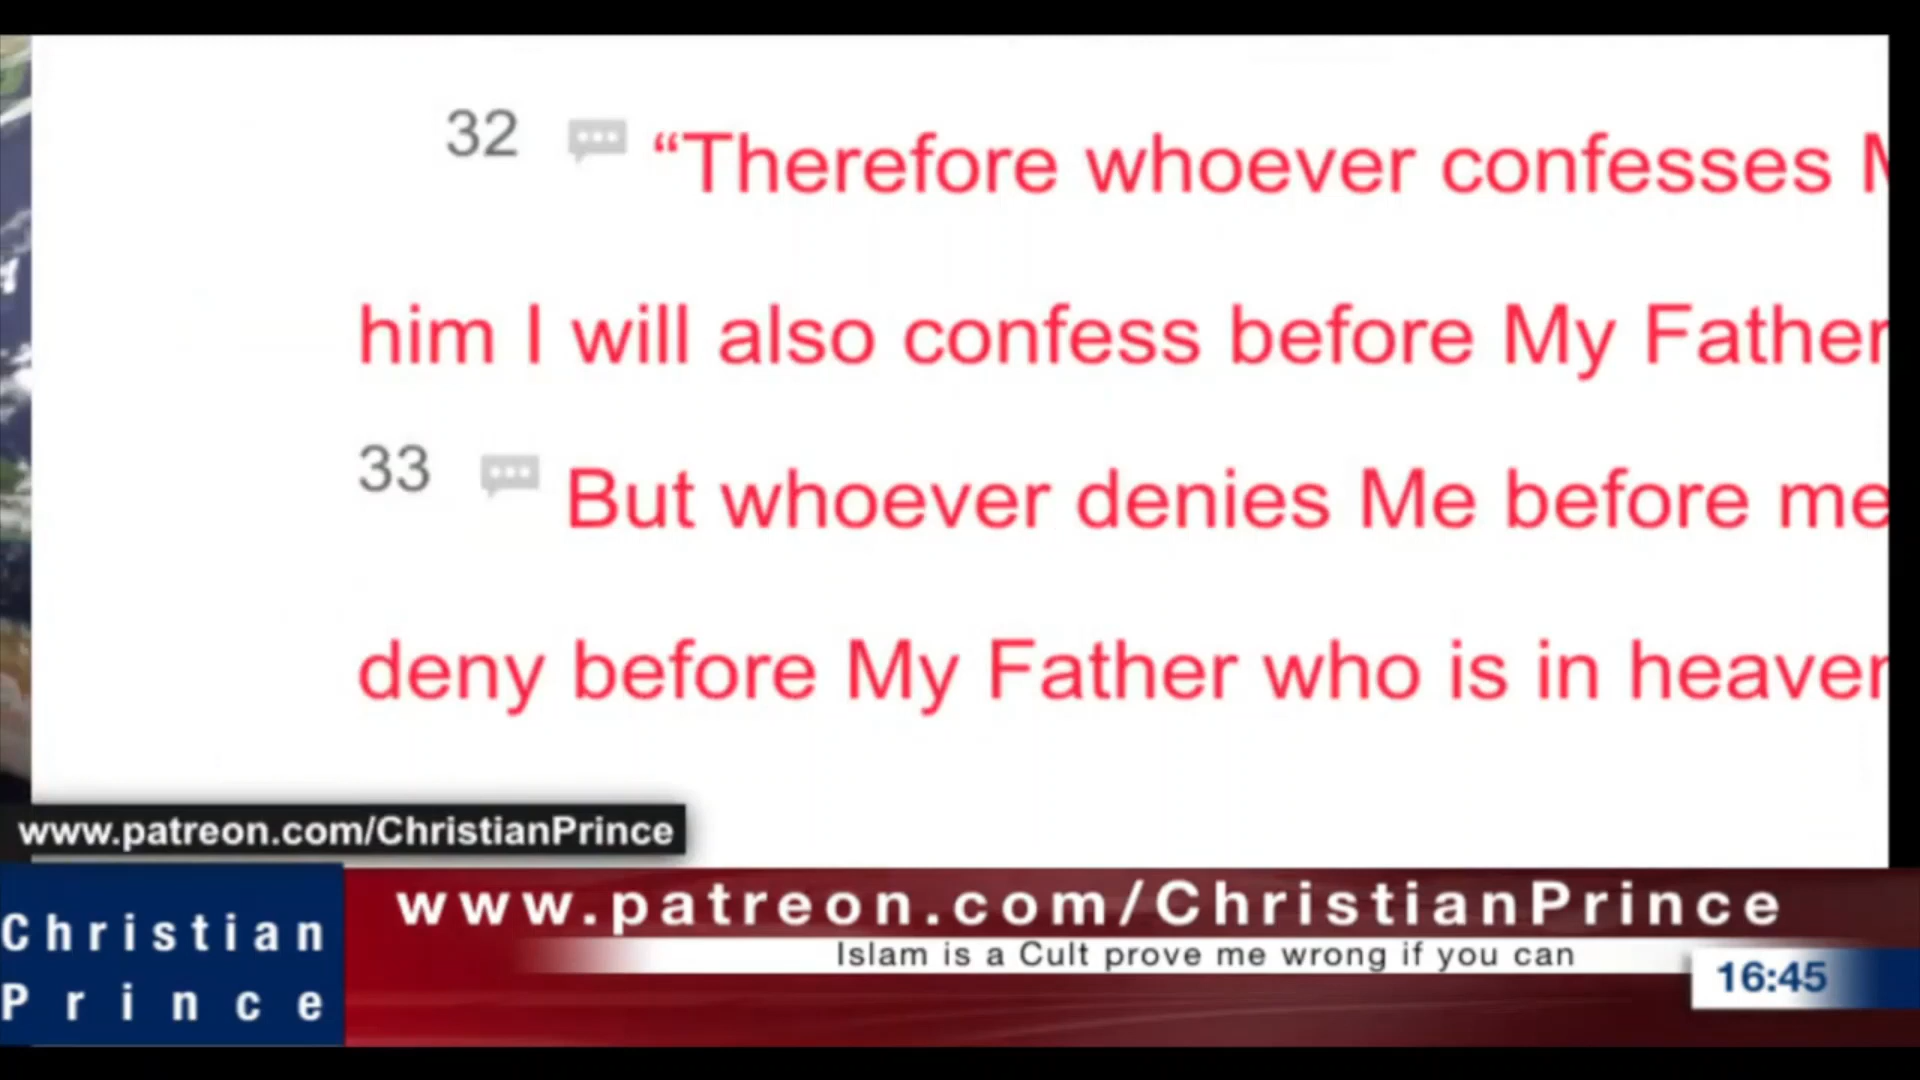 32 “Therefore whoever confesses
him I will also confess before My Father
33 But whoever denies Me before
deny before My Father who is in
www.patreon.com/ChristianPrince
Christian
Prince
www.patreon.com/ChristianPrince
Islam is a Cult prove me wrong if you can
16:45